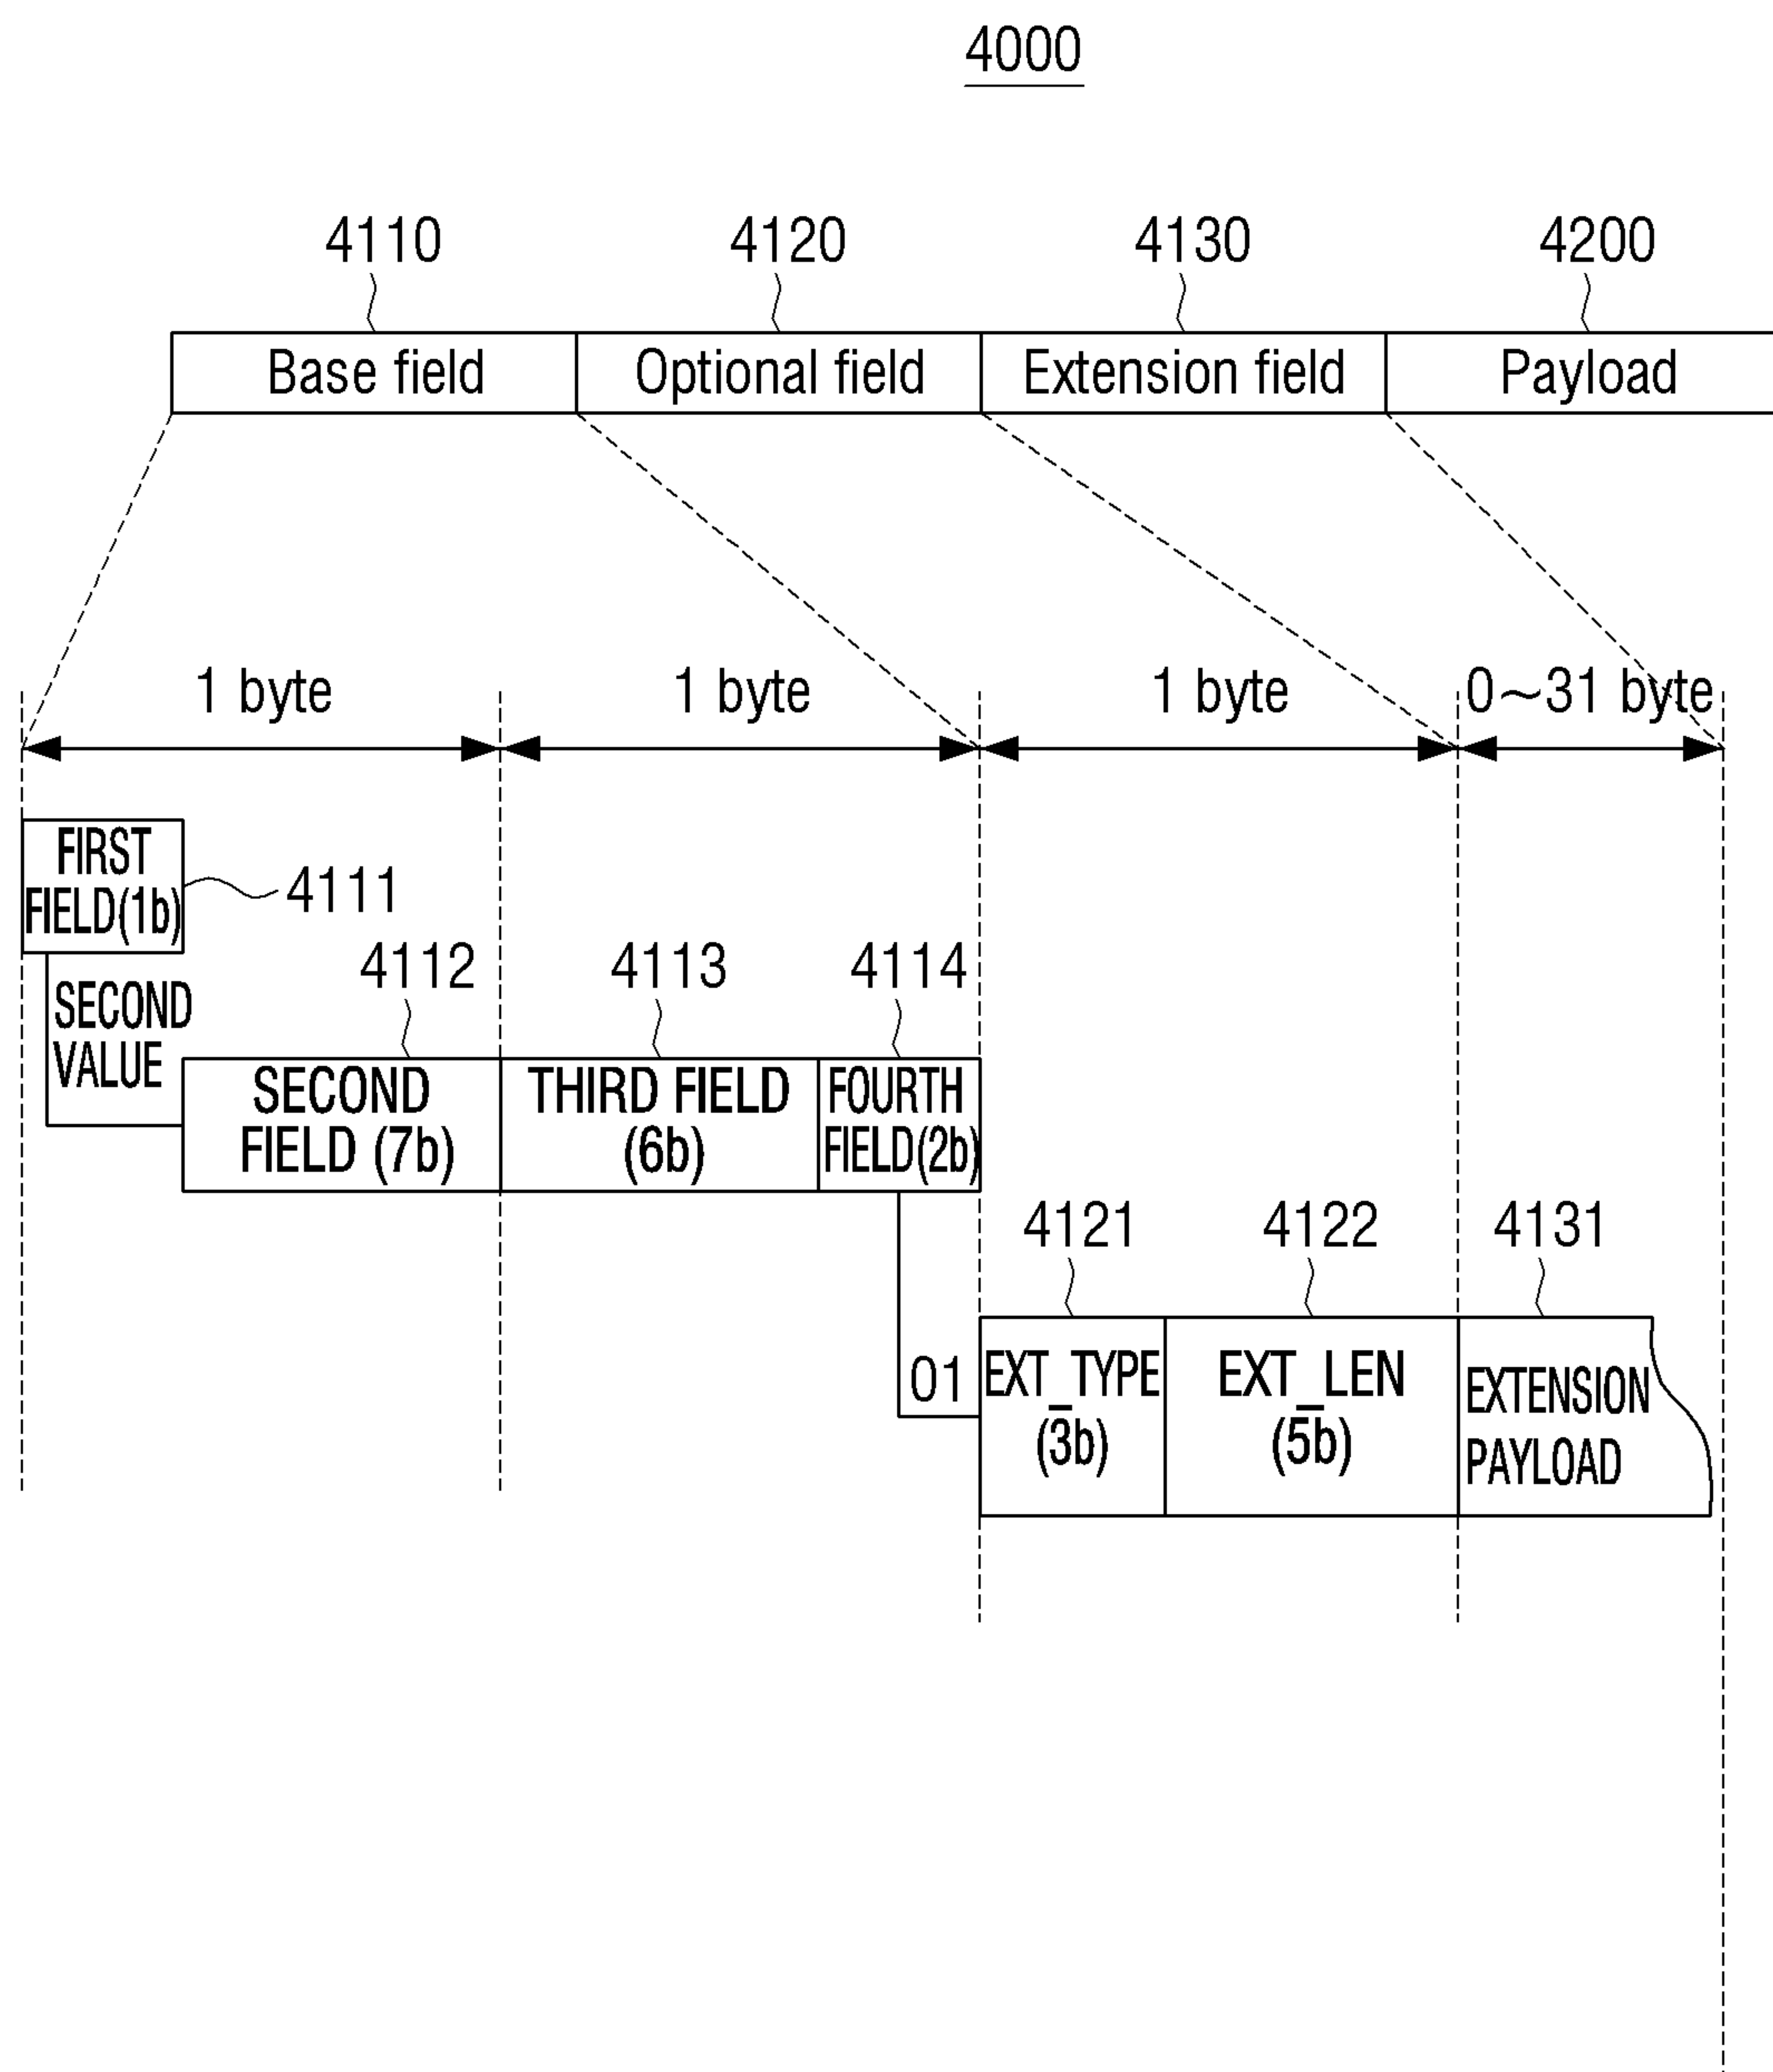 4000
4110 4120 4130 4200
Base field Optional field Extension field Payload
1 byte 1 byte 1 byte 0~31 byte
FIRST
FIELD(1b)
4111
SECOND
VALUE
4112 4113 4114
SECOND
FIELD (7b)
THIRD FIELD
(6b)
FOURTH
FIELD(2b)
01
4121 4122 4131
EXT_TYPE
(3b)
EXT_LEN
(5b)
EXTENSION
PAYLOAD